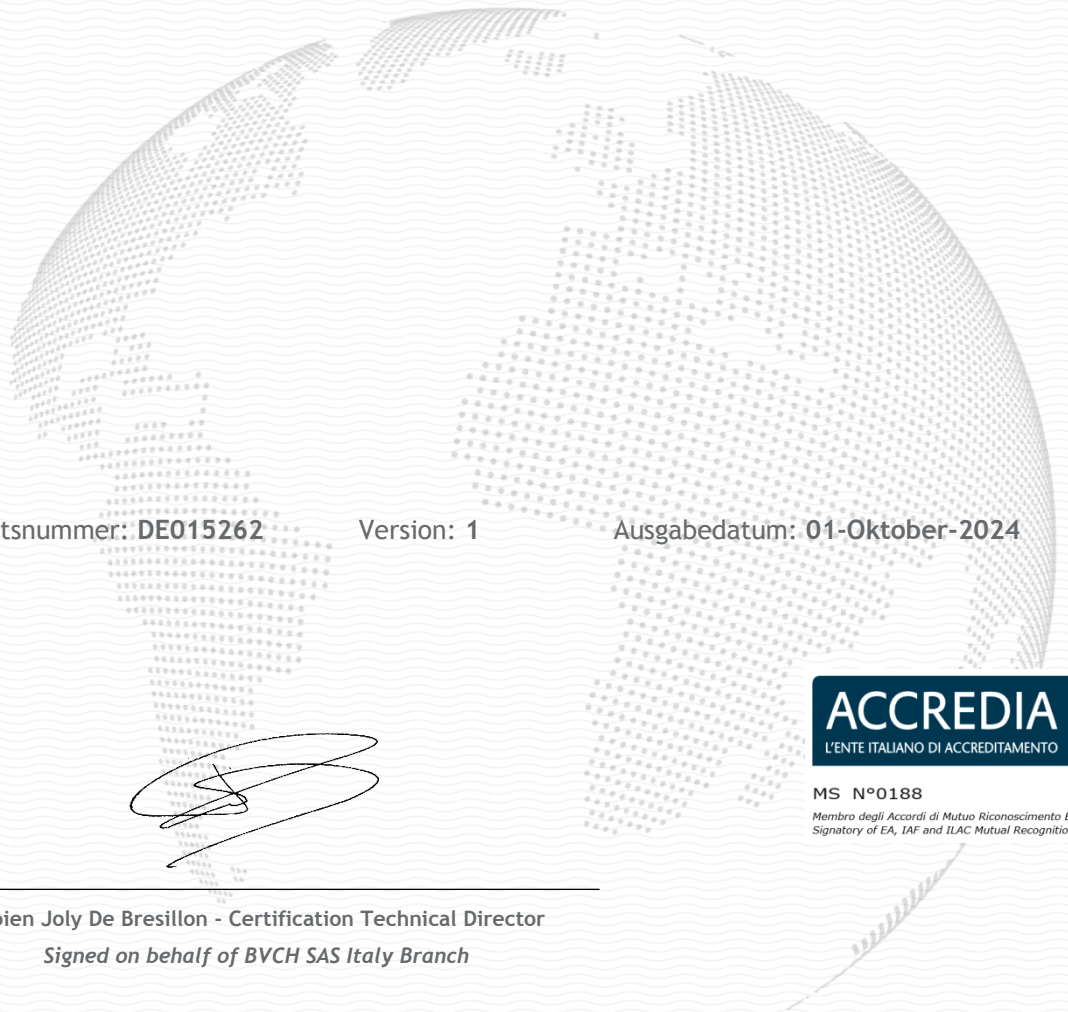 tsnummer: DE015262 Version: 1 Ausgabedatum: 01-Oktober-2024
ACCREDIA
L'ENTE ITALIANO DI ACCREDITAMENTO
MS N°0188
Membro degli Accordi di Mutuo Riconoscimento
Signatory of EA, IAF and ILAC Mutual
ien Joly De Bresillon - Certification Technical Director
Signed on behalf of BVCH SAS Italy Branch